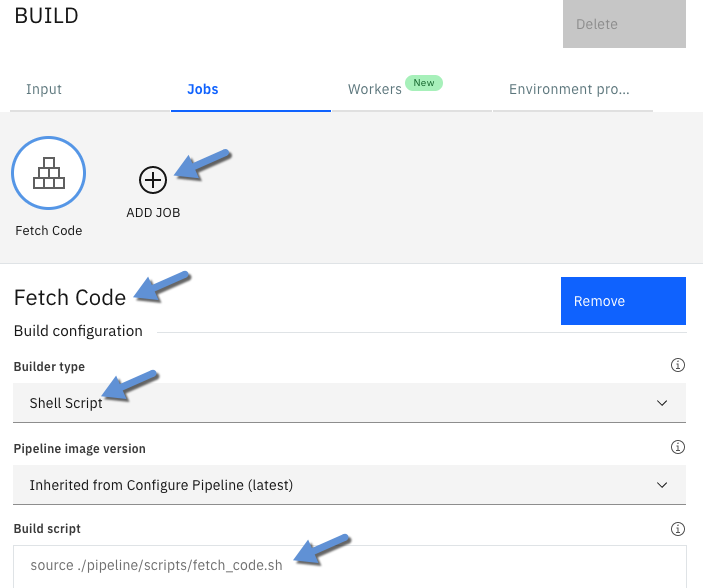 BUILD
Delete
Input
Jobs
Workers New
Environment pro...
Fetch Code
ADD JOB
Fetch Code
Remove
Build configuration
Builder type
Shell Script
Pipeline image version
Inherited from Configure Pipeline (latest)
Build script
source ./pipeline/scripts/fetch_code.sh